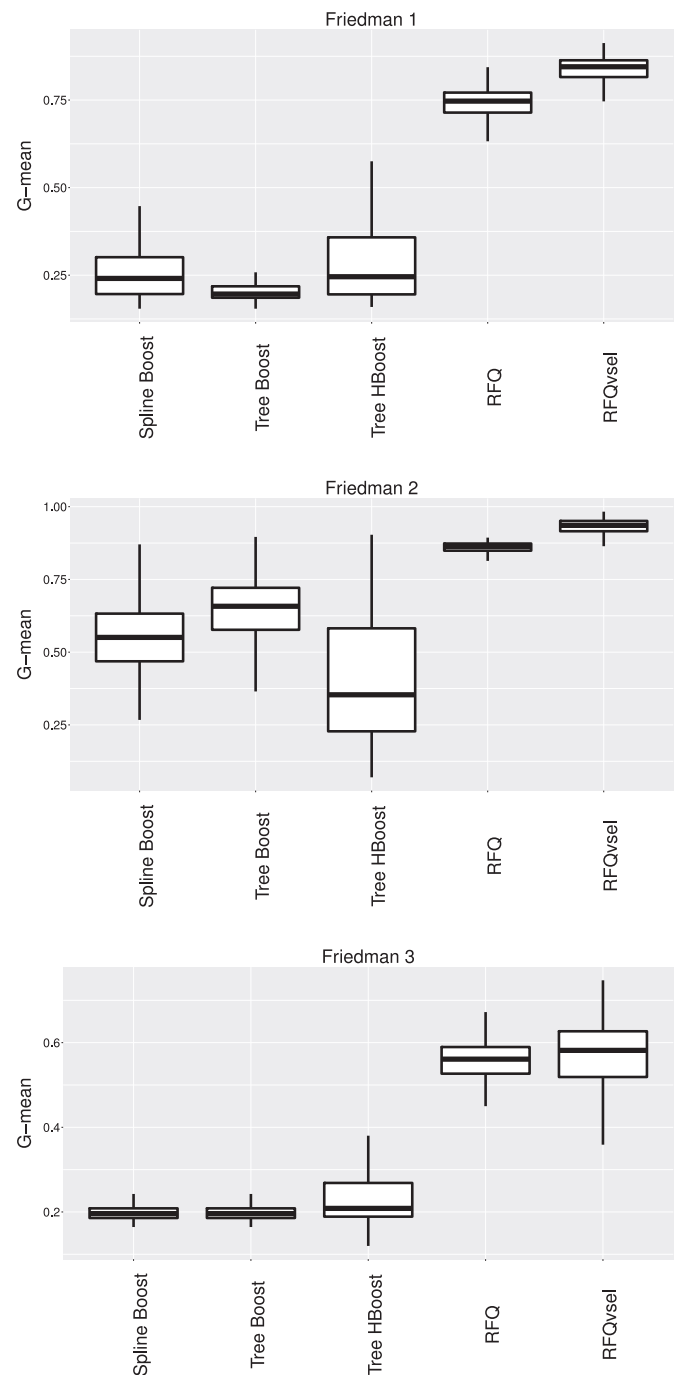 Friedman 1
G-mean
0.75
0.50
0.25
Spline Boost
Tree Boost
Tree HBoost
RFQ
RFQvsel
Friedman 2
G-mean
1.00
0.75
0.50
0.25
Spline Boost
Tree Boost
Tree HBoost
RFQ
RFQvsel
Friedman 3
G-mean
0.6
0.4
0.2
Spline Boost
Tree Boost
Tree HBoost
RFQ
RFQvsel